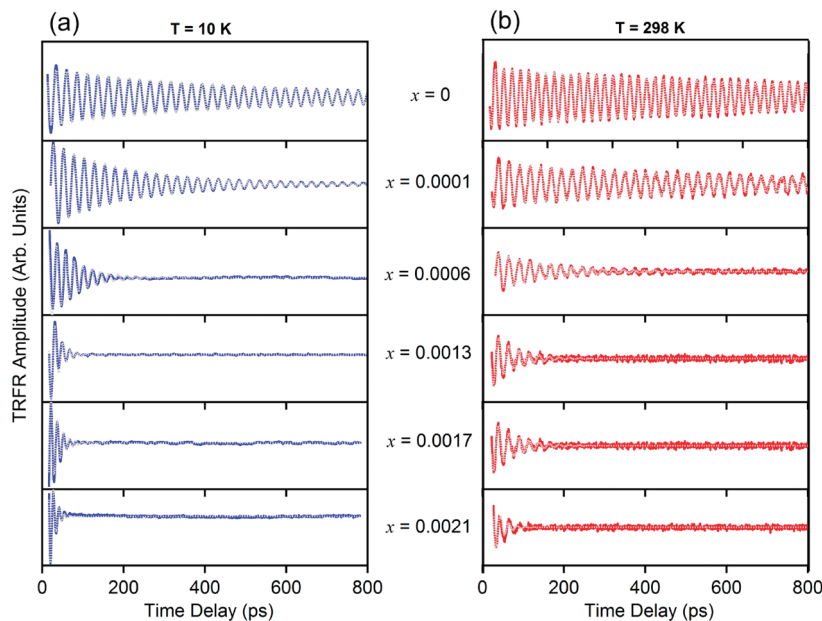 (a)
T = 10 K
(b)
T = 298 K
x = 0
x = 0.0001
x = 0.0006
x = 0.0013
x = 0.0017
x = 0.0021
TRFR Amplitude (Arb. Units)
0 200 400 600 800
Time Delay (ps)
0 200 400 600 800
Time Delay (ps)